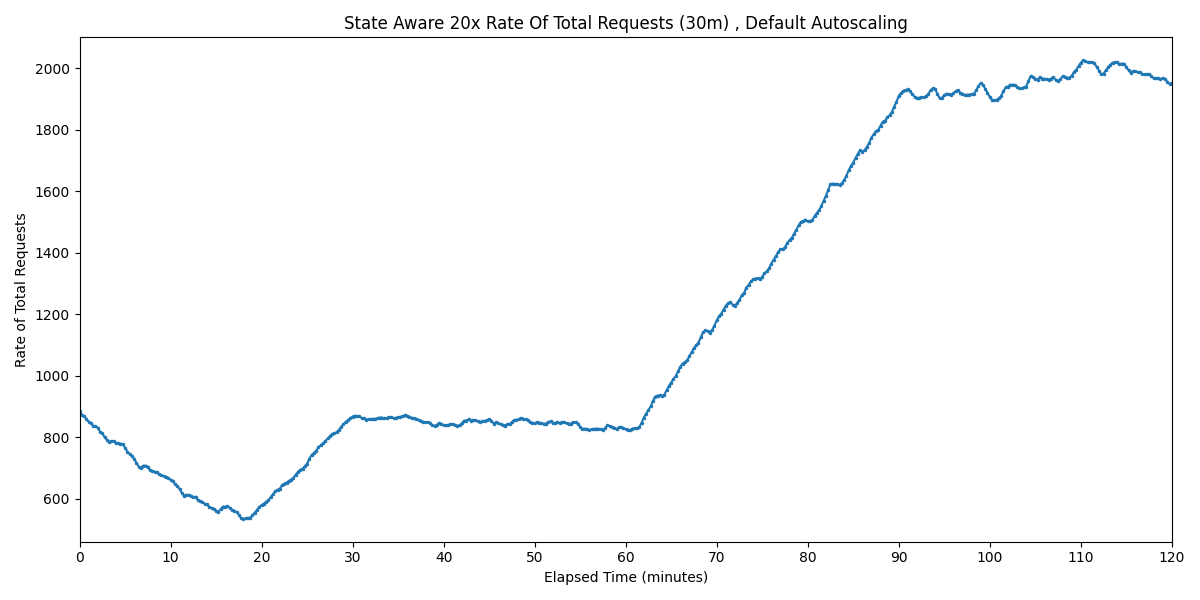 State Aware 20x Rate Of Total Requests (30m) , Default Autoscaling
2000
1800
1600
1400
1200
1000
800
600
Rate of Total Requests
0 10 20 30 40 50 60 70 80 90 100 110 120
Elapsed Time (minutes)